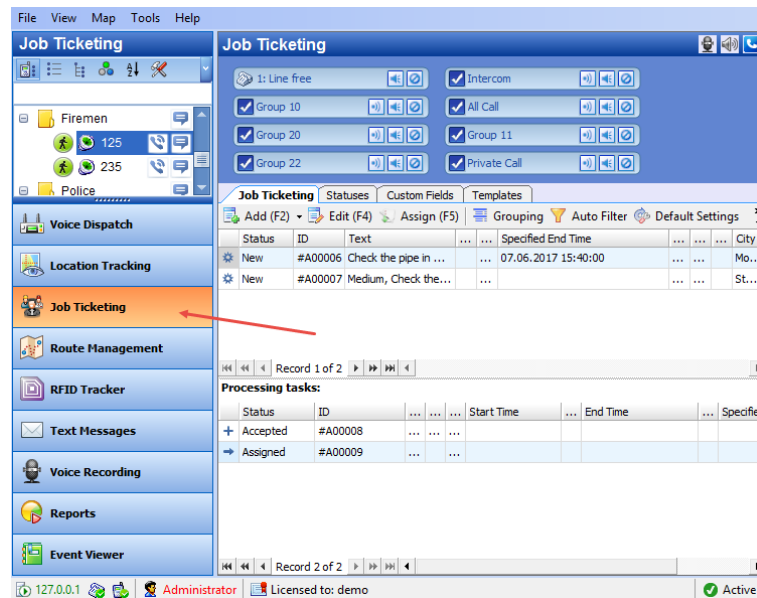 File View Map Tools Help
Job Ticketing
Job Ticketing
1: Line free
Intercom
Group 10
All Call
Group 20
Group 11
Group 22
Private Call
Firemen
125
235
Police
Job Ticketing Statuses Custom Fields Templates
Add (F2) Edit (F4) Assign (F5) Grouping Auto Filter Default Settings
Status ID Text ... ... Specified End Time ... ... ... City
New #A00006 Check the pipe in ... ... 07.06.2017 15:40:00 ... ... Mo...
New #A00007 Medium, Check the... ... ... ... St...
Record 1 of 2
Processing tasks:
Status ID ... ... ... Start Time ... End Time ... Specifie
Accepted #A00008 ... ... ...
Assigned #A00009 ... ...
Record 2 of 2
Voice Dispatch
Location Tracking
Job Ticketing
Route Management
RFID Tracker
Text Messages
Voice Recording
Reports
Event Viewer
127.0.0.1 Administrator Licensed to: demo Active